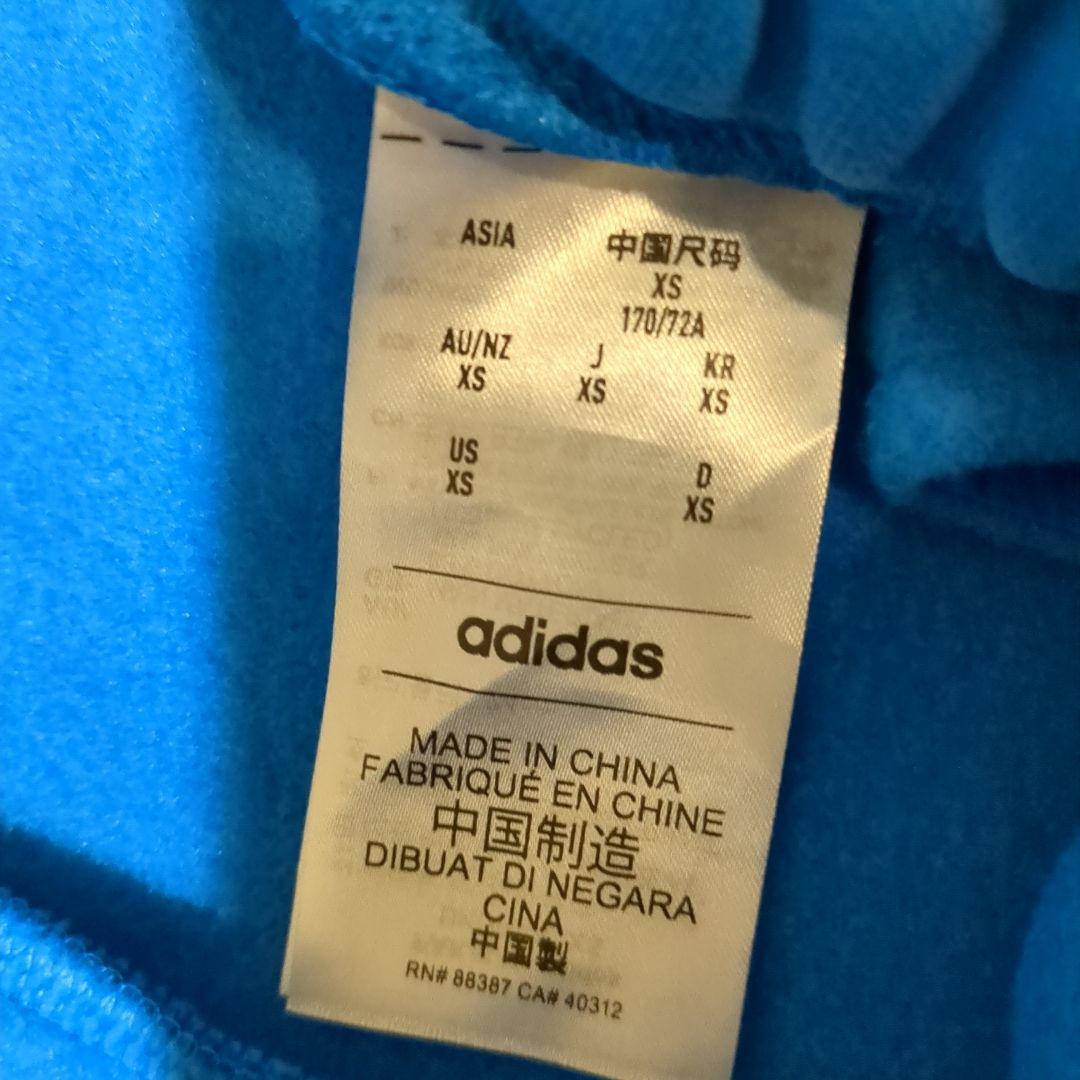 ASIA 中国尺码
XS
170/72A
AU/NZ J KR
XS XS XS
US D
XS XS
adidas
MADE IN CHINA
FABRIQUÉ EN CHINE
中国制造
DIBUAT DI NEGARA
CINA
中国製
RN# 88387 CA# 40312